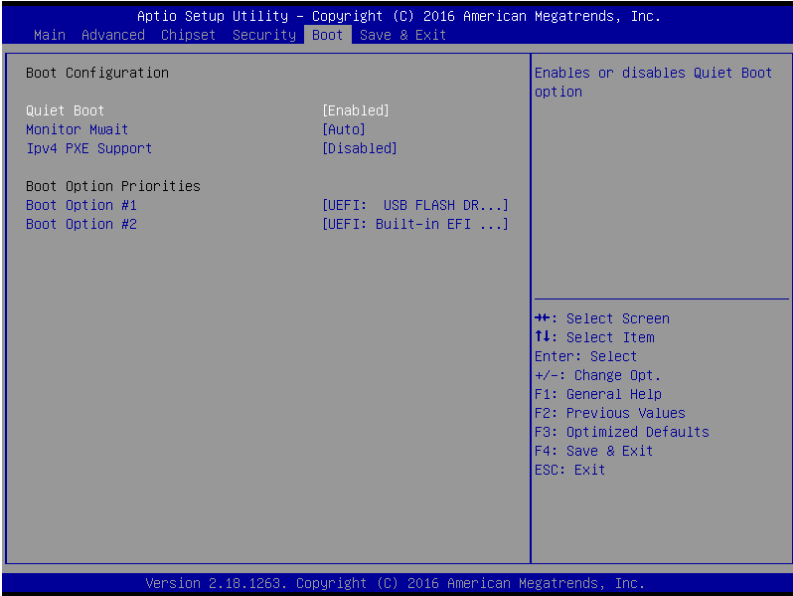 Aptio Setup Utility – Copyright (C) 2016 American Megatrends, Inc.
Main Advanced Chipset Security Boot Save & Exit
Boot Configuration
Quiet Boot [Enabled]
Monitor Mwait [Auto]
Ipv4 PXE Support [Disabled]
Boot Option Priorities
Boot Option #1 [UEFI: USB FLASH DR...]
Boot Option #2 [UEFI: Built-in EFI ...]
Enables or disables Quiet Boot
option
→←: Select Screen
↑↓: Select Item
Enter: Select
+/-: Change Opt.
F1: General Help
F2: Previous Values
F3: Optimized Defaults
F4: Save & Exit
ESC: Exit
Version 2.18.1263. Copyright (C) 2016 American Megatrends, Inc.